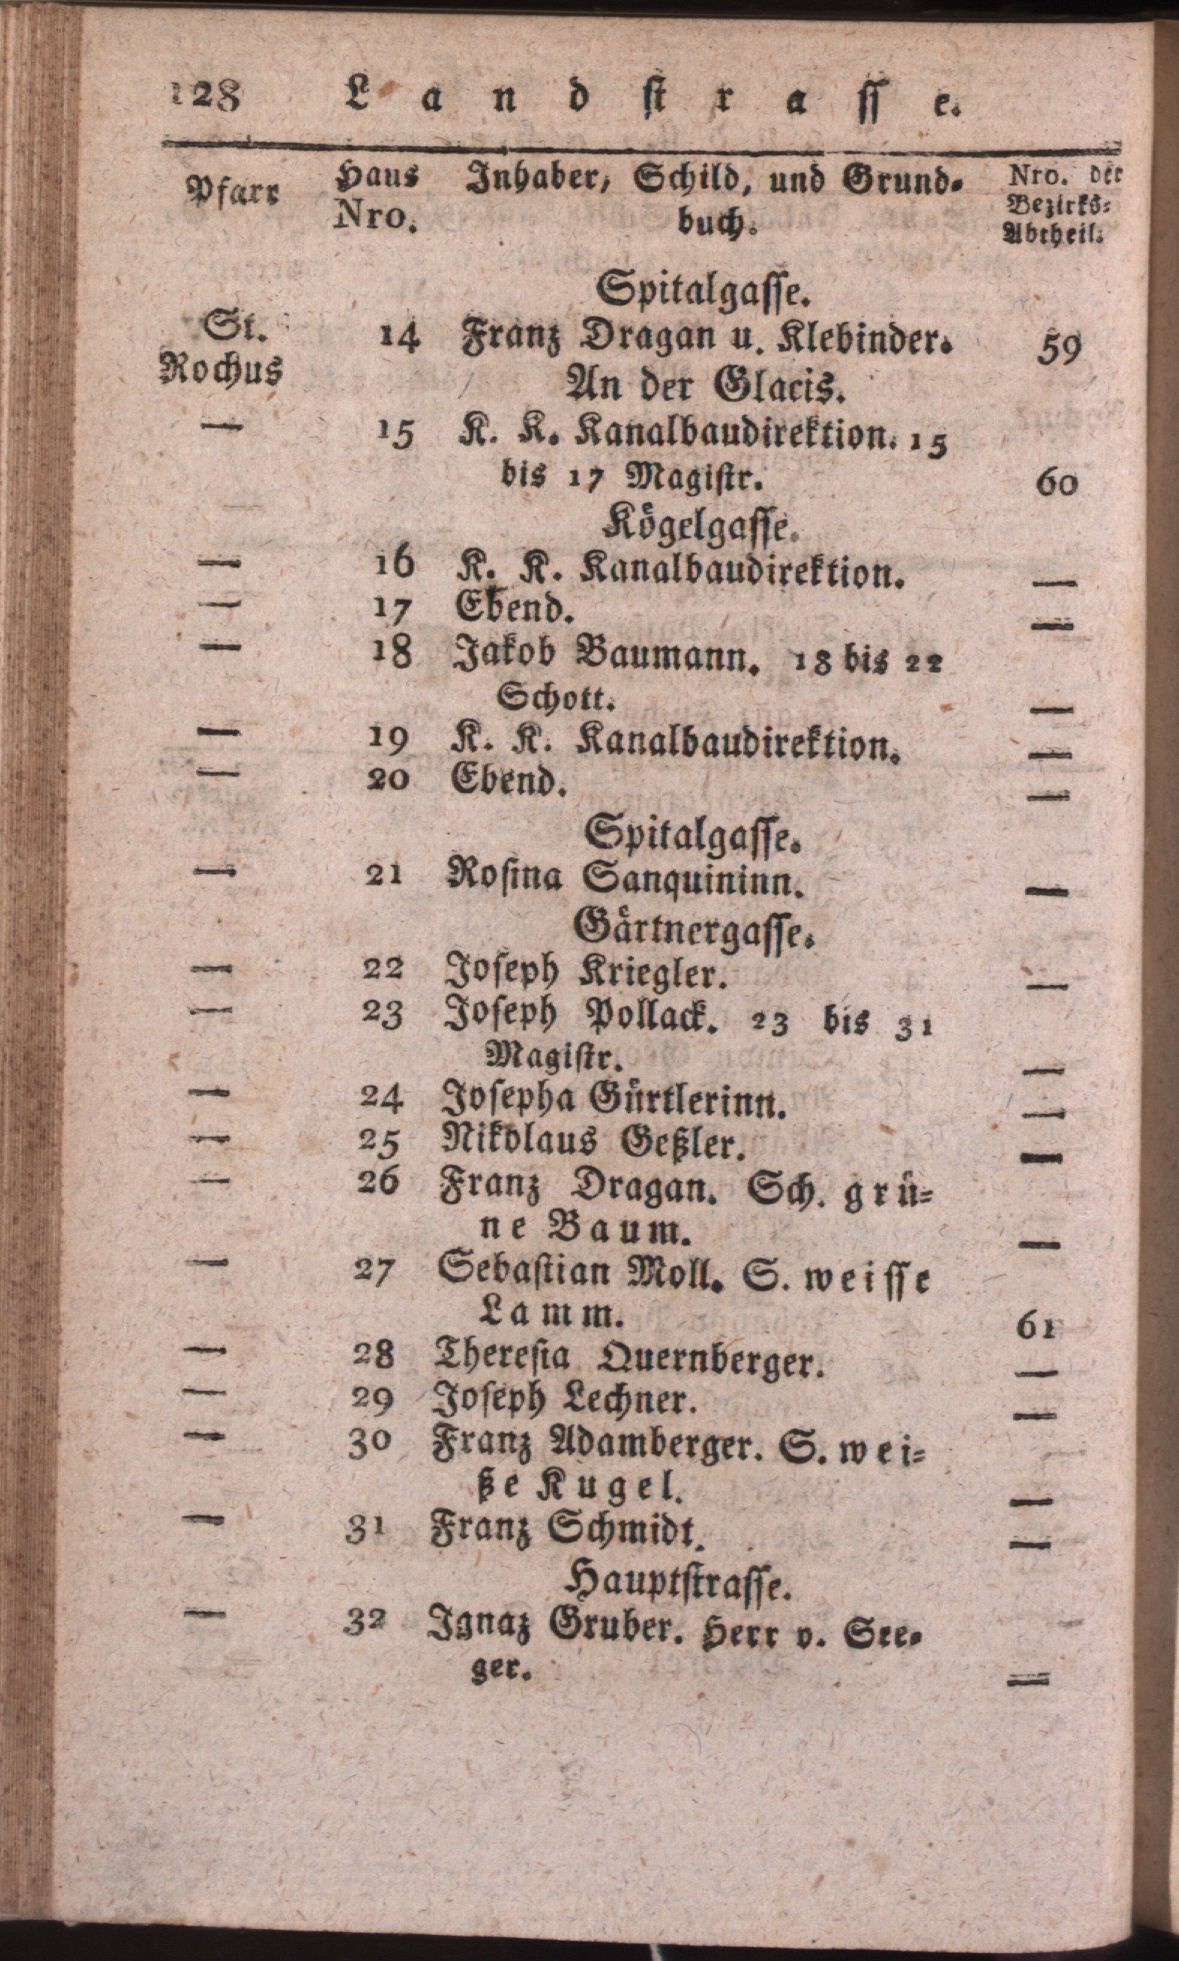 128 Landstrasse.
Pfarr Haus Nro. Inhaber, Schild, und Grund-
buch. Nro. der Bezirks-Abtheil.
Spitalgasse.
St. Rochus 14 Franz Dragan u. Klebinder. 59
An der Glacis.
— 15 K. K. Kanalbaudirektion. 15
bis 17 Magistr. 60
Kögelgasse.
— 16 K. K. Kanalbaudirektion. —
— 17 Ebend. —
— 18 Jakob Baumann. 18 bis 22
Schott. —
— 19 K. K. Kanalbaudirektion. —
— 20 Ebend. —
Spitalgasse.
— 21 Rosina Sanquininn. —
Gärtnergasse.
— 22 Joseph Kriegler. —
— 23 Joseph Pollack. 23 bis 31
Magistr. —
— 24 Josepha Gürtlerinn. —
— 25 Nikolaus Geßler. —
— 26 Franz Dragan. Sch. grü-
ne Baum. —
— 27 Sebastian Moll. S. weisse
Lamm. 61
— 28 Theresia Quernberger. —
— 29 Joseph Lechner. —
— 30 Franz Adamberger. S. wei-
ße Kugel. —
— 31 Franz Schmidt. —
Hauptstrasse.
— 32 Ignaz Gruber. Herr v. See-
ger. —